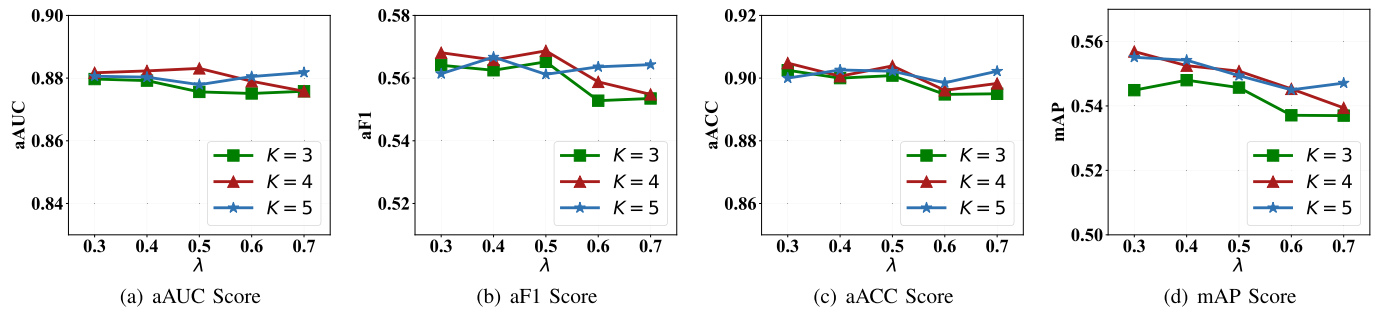 0.90
0.88
0.86
0.84
aAUC
0.3 0.4 0.5 0.6 0.7
λ
K = 3
K = 4
K = 5
(a) aAUC Score
0.58
0.56
0.54
0.52
aF1
0.3 0.4 0.5 0.6 0.7
λ
K = 3
K = 4
K = 5
(b) aF1 Score
0.92
0.90
0.88
0.86
aACC
0.3 0.4 0.5 0.6 0.7
λ
K = 3
K = 4
K = 5
(c) aACC Score
0.56
0.54
0.52
0.50
mAP
0.3 0.4 0.5 0.6 0.7
λ
K = 3
K = 4
K = 5
(d) mAP Score